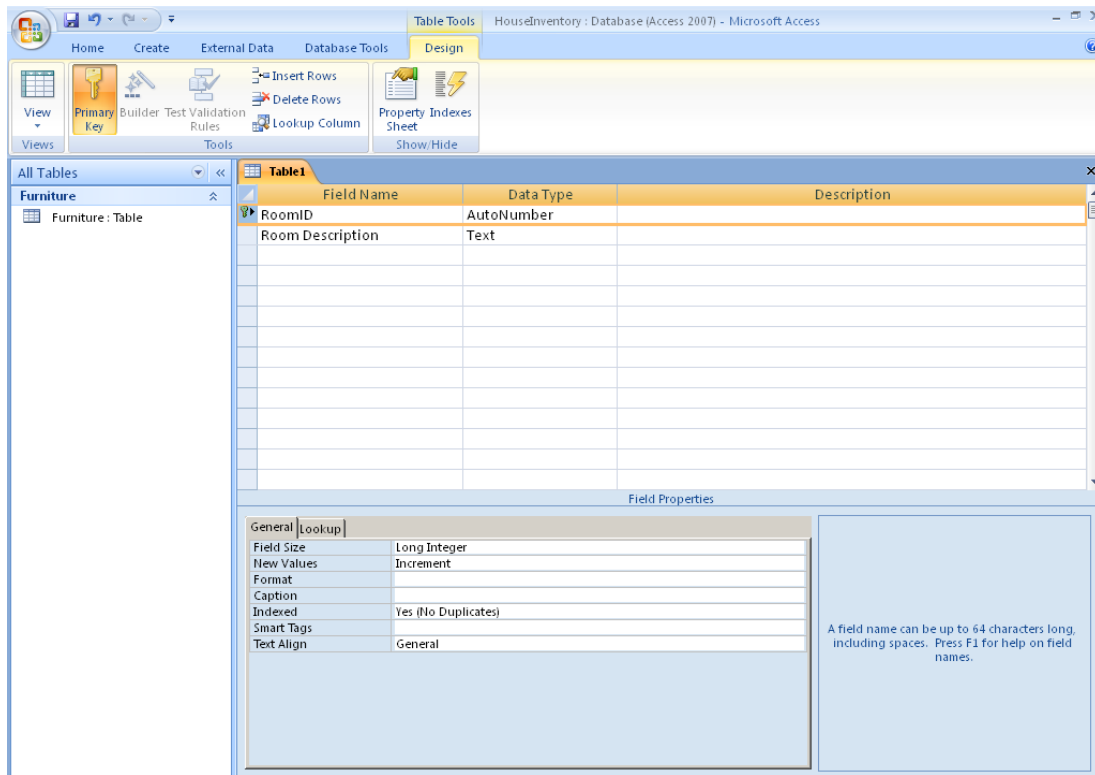 Table Tools HouseInventory : Database (Access 2007) - Microsoft Access
Home Create External Data Database Tools Design
View
Primary Key
Builder
Test Validation Rules
Insert Rows
Delete Rows
Lookup Column
Property Sheet
Indexes
Views Tools Show/Hide
All Tables
Furniture
Furniture : Table
Table1
Field Name Data Type Description
RoomID AutoNumber
Room Description Text
Field Properties
General Lookup
Field Size Long Integer
New Values Increment
Format
Caption
Indexed Yes (No Duplicates)
Smart Tags
Text Align General
A field name can be up to 64 characters long,
including spaces. Press F1 for help on field
names.